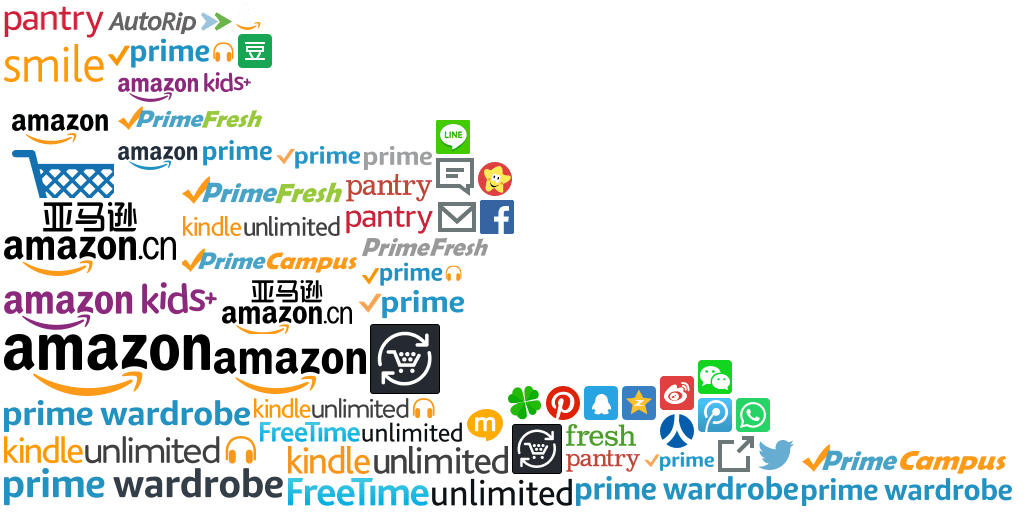 pantry AutoRip
smile prime 豆
amazon kids+
amazon PrimeFresh
LINE
amazon prime prime prime
PrimeFresh pantry
亚马逊
amazon.cn
kindleunlimited pantry f
PrimeFresh
PrimeCampus
prime
amazon kids+
亚马逊
amazon.cn
prime
amazon amazon
prime wardrobe kindleunlimited
FreeTimeunlimited m
kindleunlimited
kindleunlimited
fresh
pantry prime
PrimeCampus
prime wardrobe
FreeTimeunlimited prime wardrobe prime wardrobe